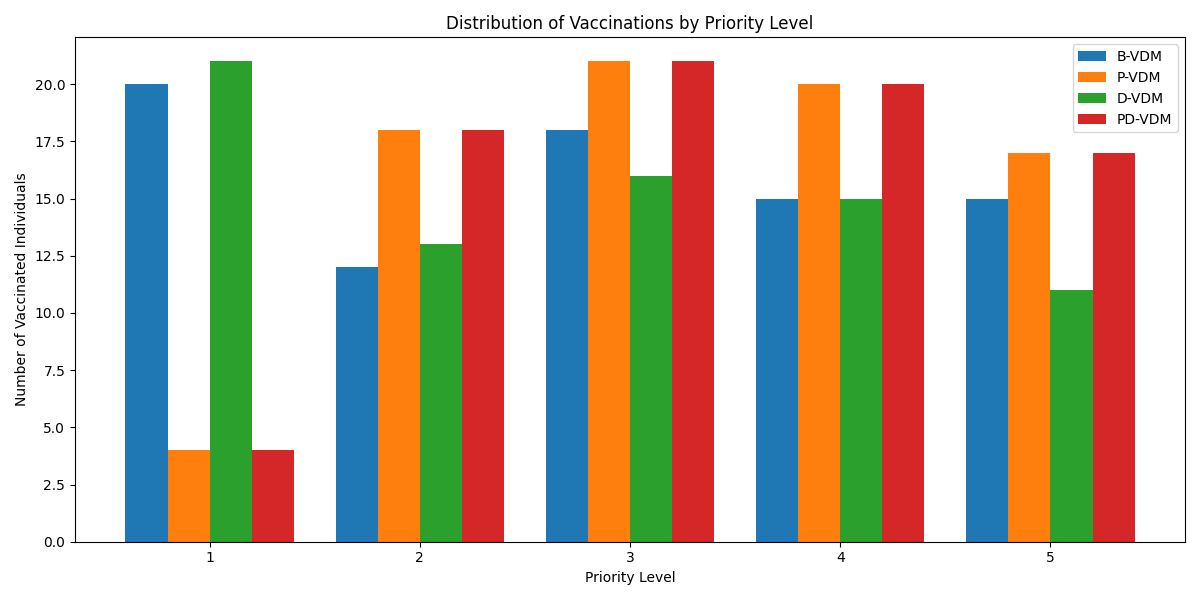 Distribution of Vaccinations by Priority Level
B-VDM
P-VDM
D-VDM
PD-VDM
Number of Vaccinated Individuals
20.0
17.5
15.0
12.5
10.0
7.5
5.0
2.5
0.0
1 2 3 4 5
Priority Level